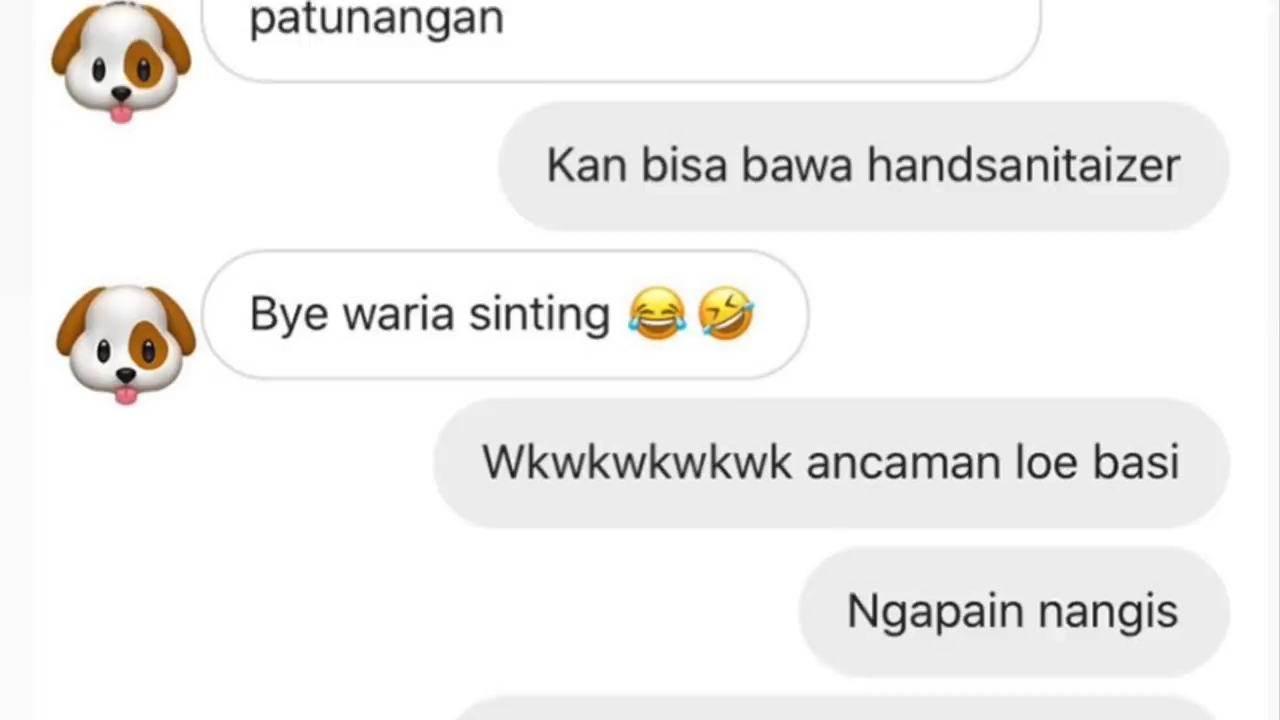 patunangan
Kan bisa bawa handsanitaizer
Bye waria sinting 😂🤣
Wkwkwkwkwk ancaman loe basi
Ngapain nangis